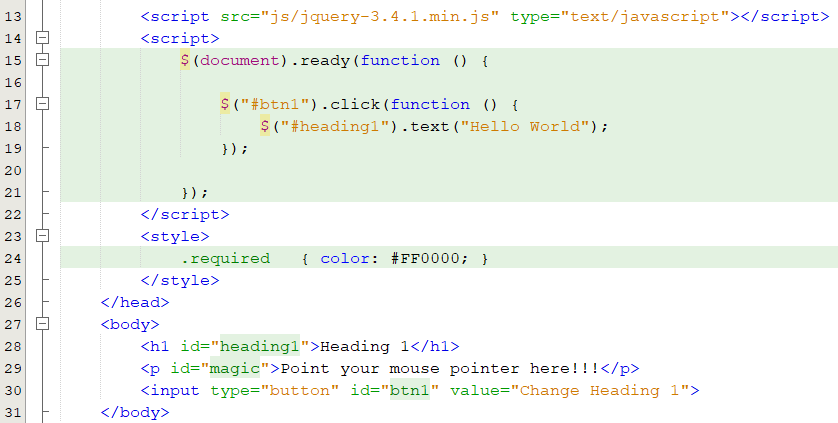 13 <script src="js/jquery-3.4.1.min.js" type="text/javascript"></script>
14 <script>
15 $(document).ready(function () {
16
17 $("#btn1").click(function () {
18 $("#heading1").text("Hello World");
19 });
20
21 });
22 </script>
23 <style>
24 .required { color: #FF0000; }
25 </style>
26 </head>
27 <body>
28 <h1 id="heading1">Heading 1</h1>
29 <p id="magic">Point your mouse pointer here!!!</p>
30 <input type="button" id="btn1" value="Change Heading 1">
31 </body>